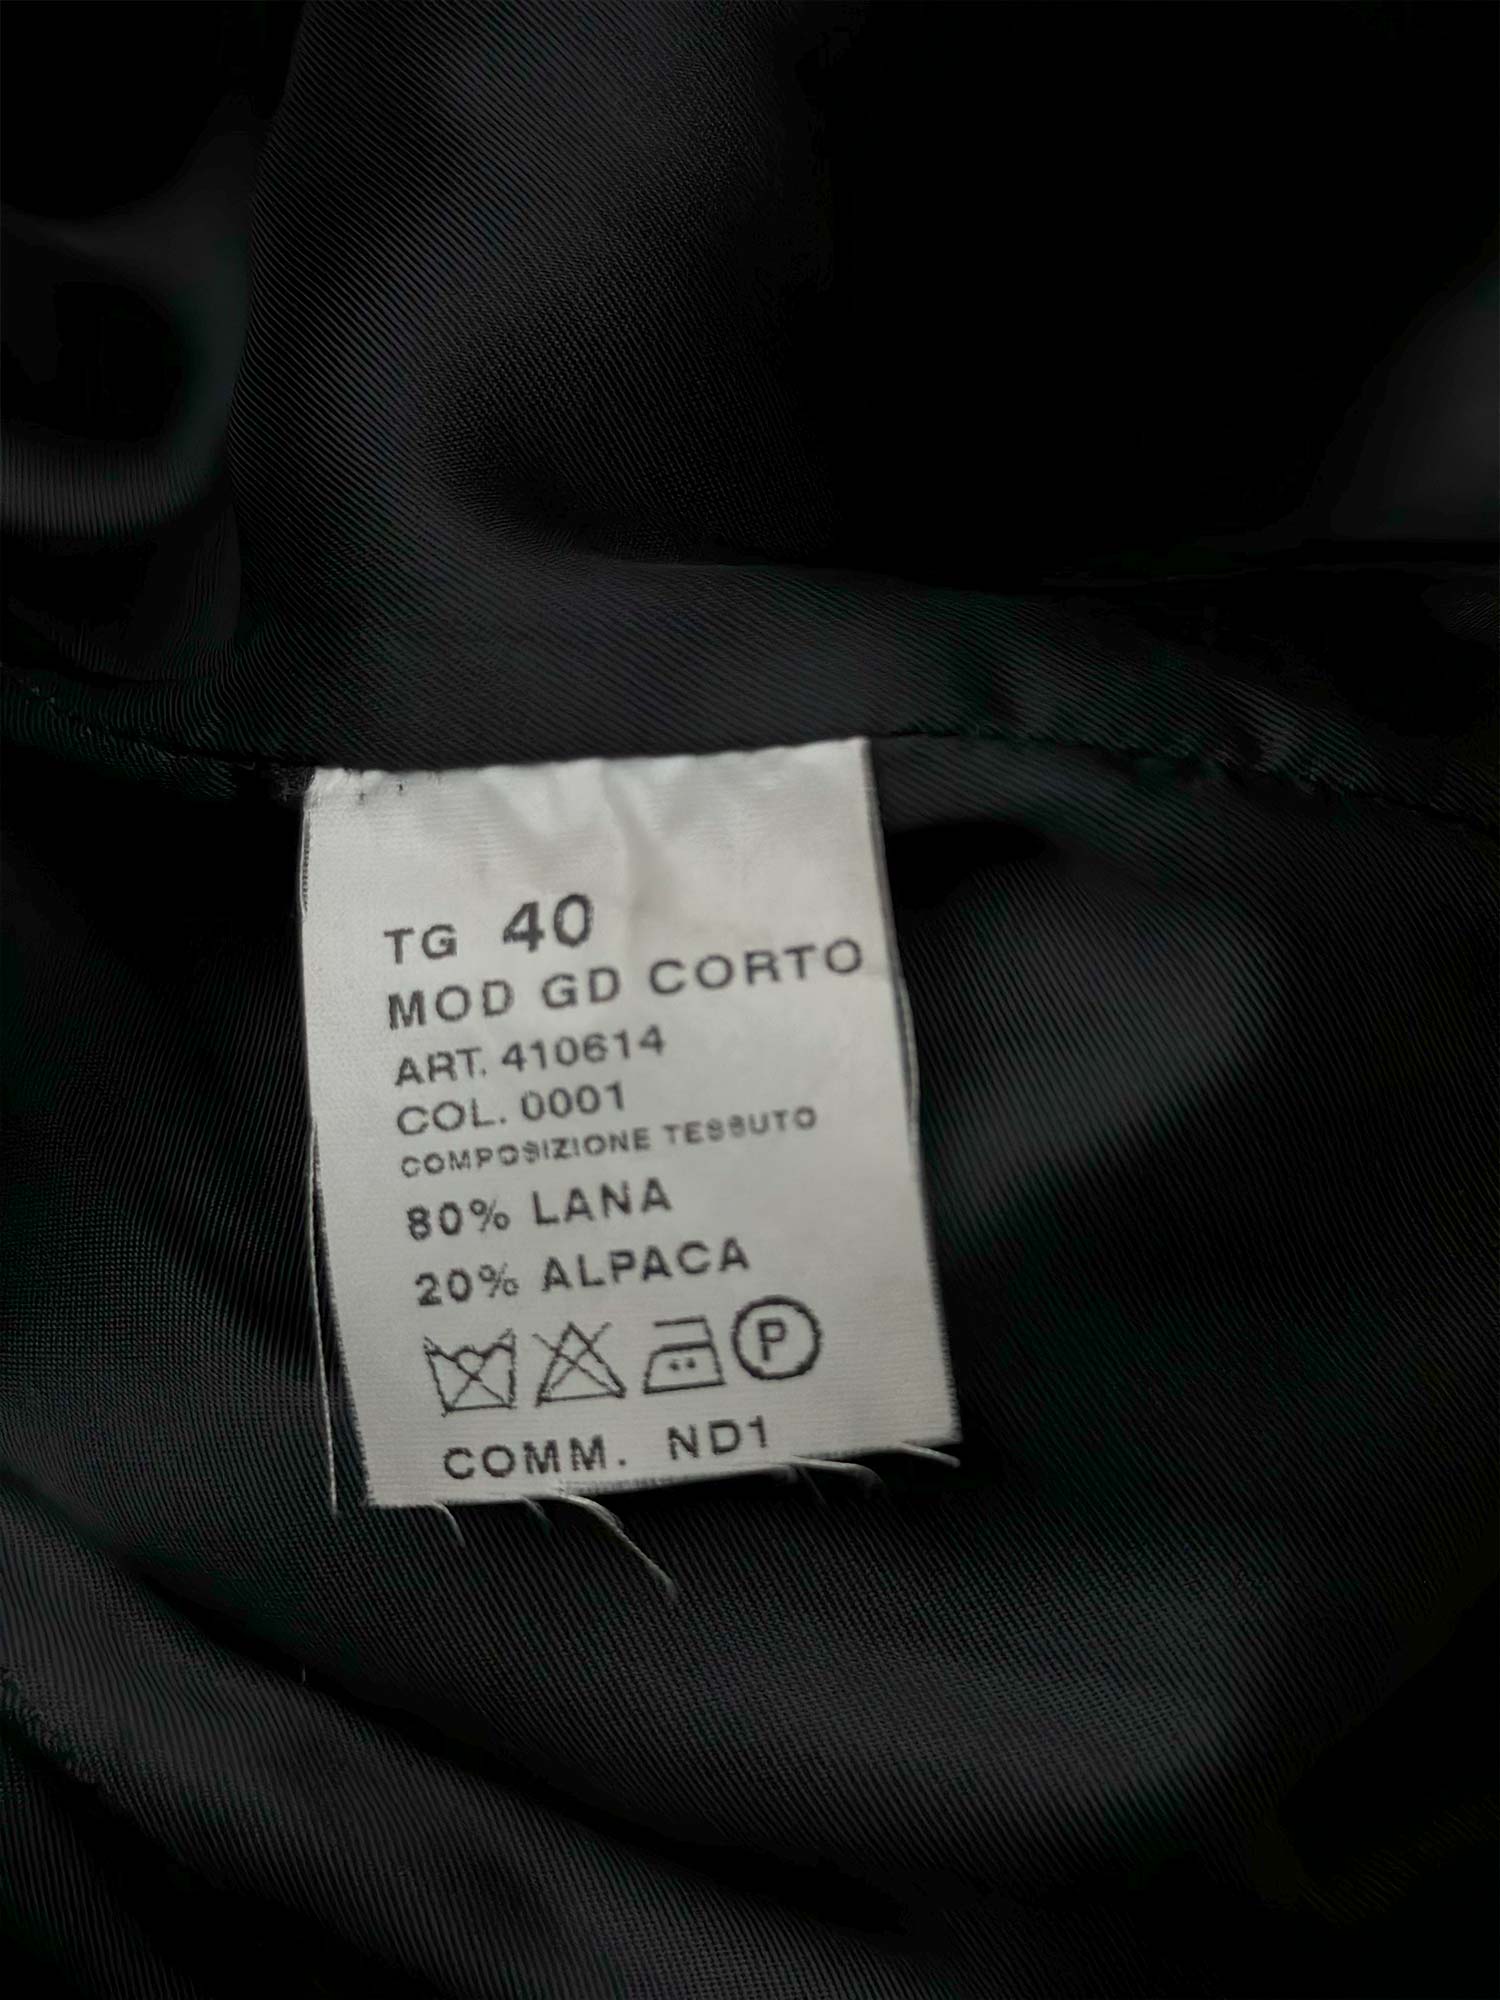 TG 40
MOD GD CORTO
ART. 410614
COL. 0001
COMPOSIZIONE TESSUTO
80% LANA
20% ALPACA
P
COMM. ND1